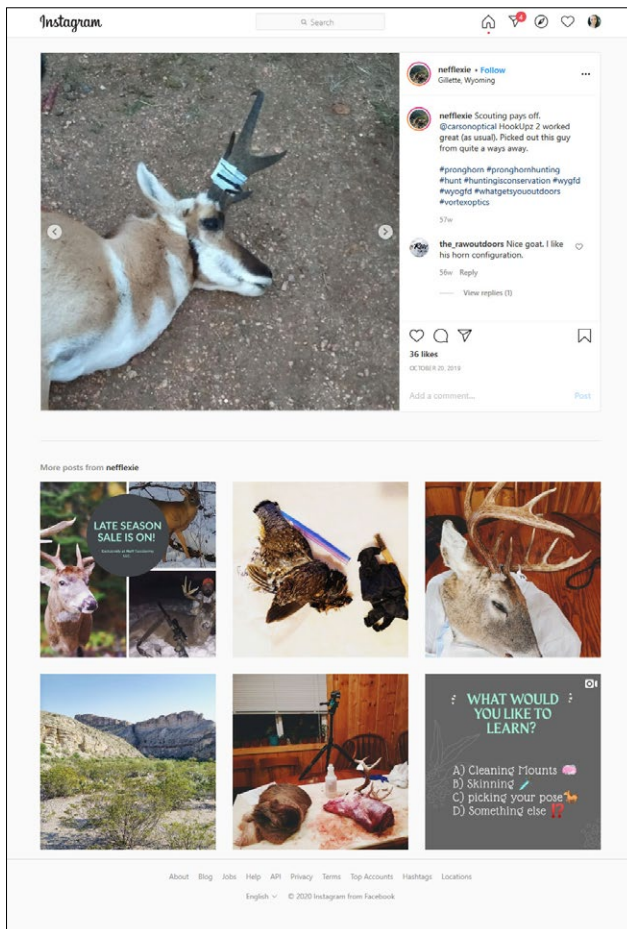 Instagram
Search
4
nefflexie • Follow
Gillette, Wyoming
nefflexie Scouting pays off.
@carsonoptical HookUpz 2 worked
great (as usual). Picked out this guy
from quite a ways away.
#pronghorn #pronghornhunting
#hunt #huntingisconservation #wygfd
#wyogfd #whatgetsyououtdoors
#vortexoptics
57w
the_rawoutdoors Nice goat. I like
his horn configuration.
56w Reply
View replies (1)
36 likes
Add a comment... Post
More posts from nefflexie
LATE SEASON
SALE IS ON!
WHAT WOULD
YOU LIKE TO
LEARN?
A) Cleaning Mounts 🧼
B) Skinning
C) picking your pose
D) Something else ⁉️
About Blog Jobs Help API Privacy Terms Top Accounts Hashtags Locations
English © 2020 Instagram from Facebook